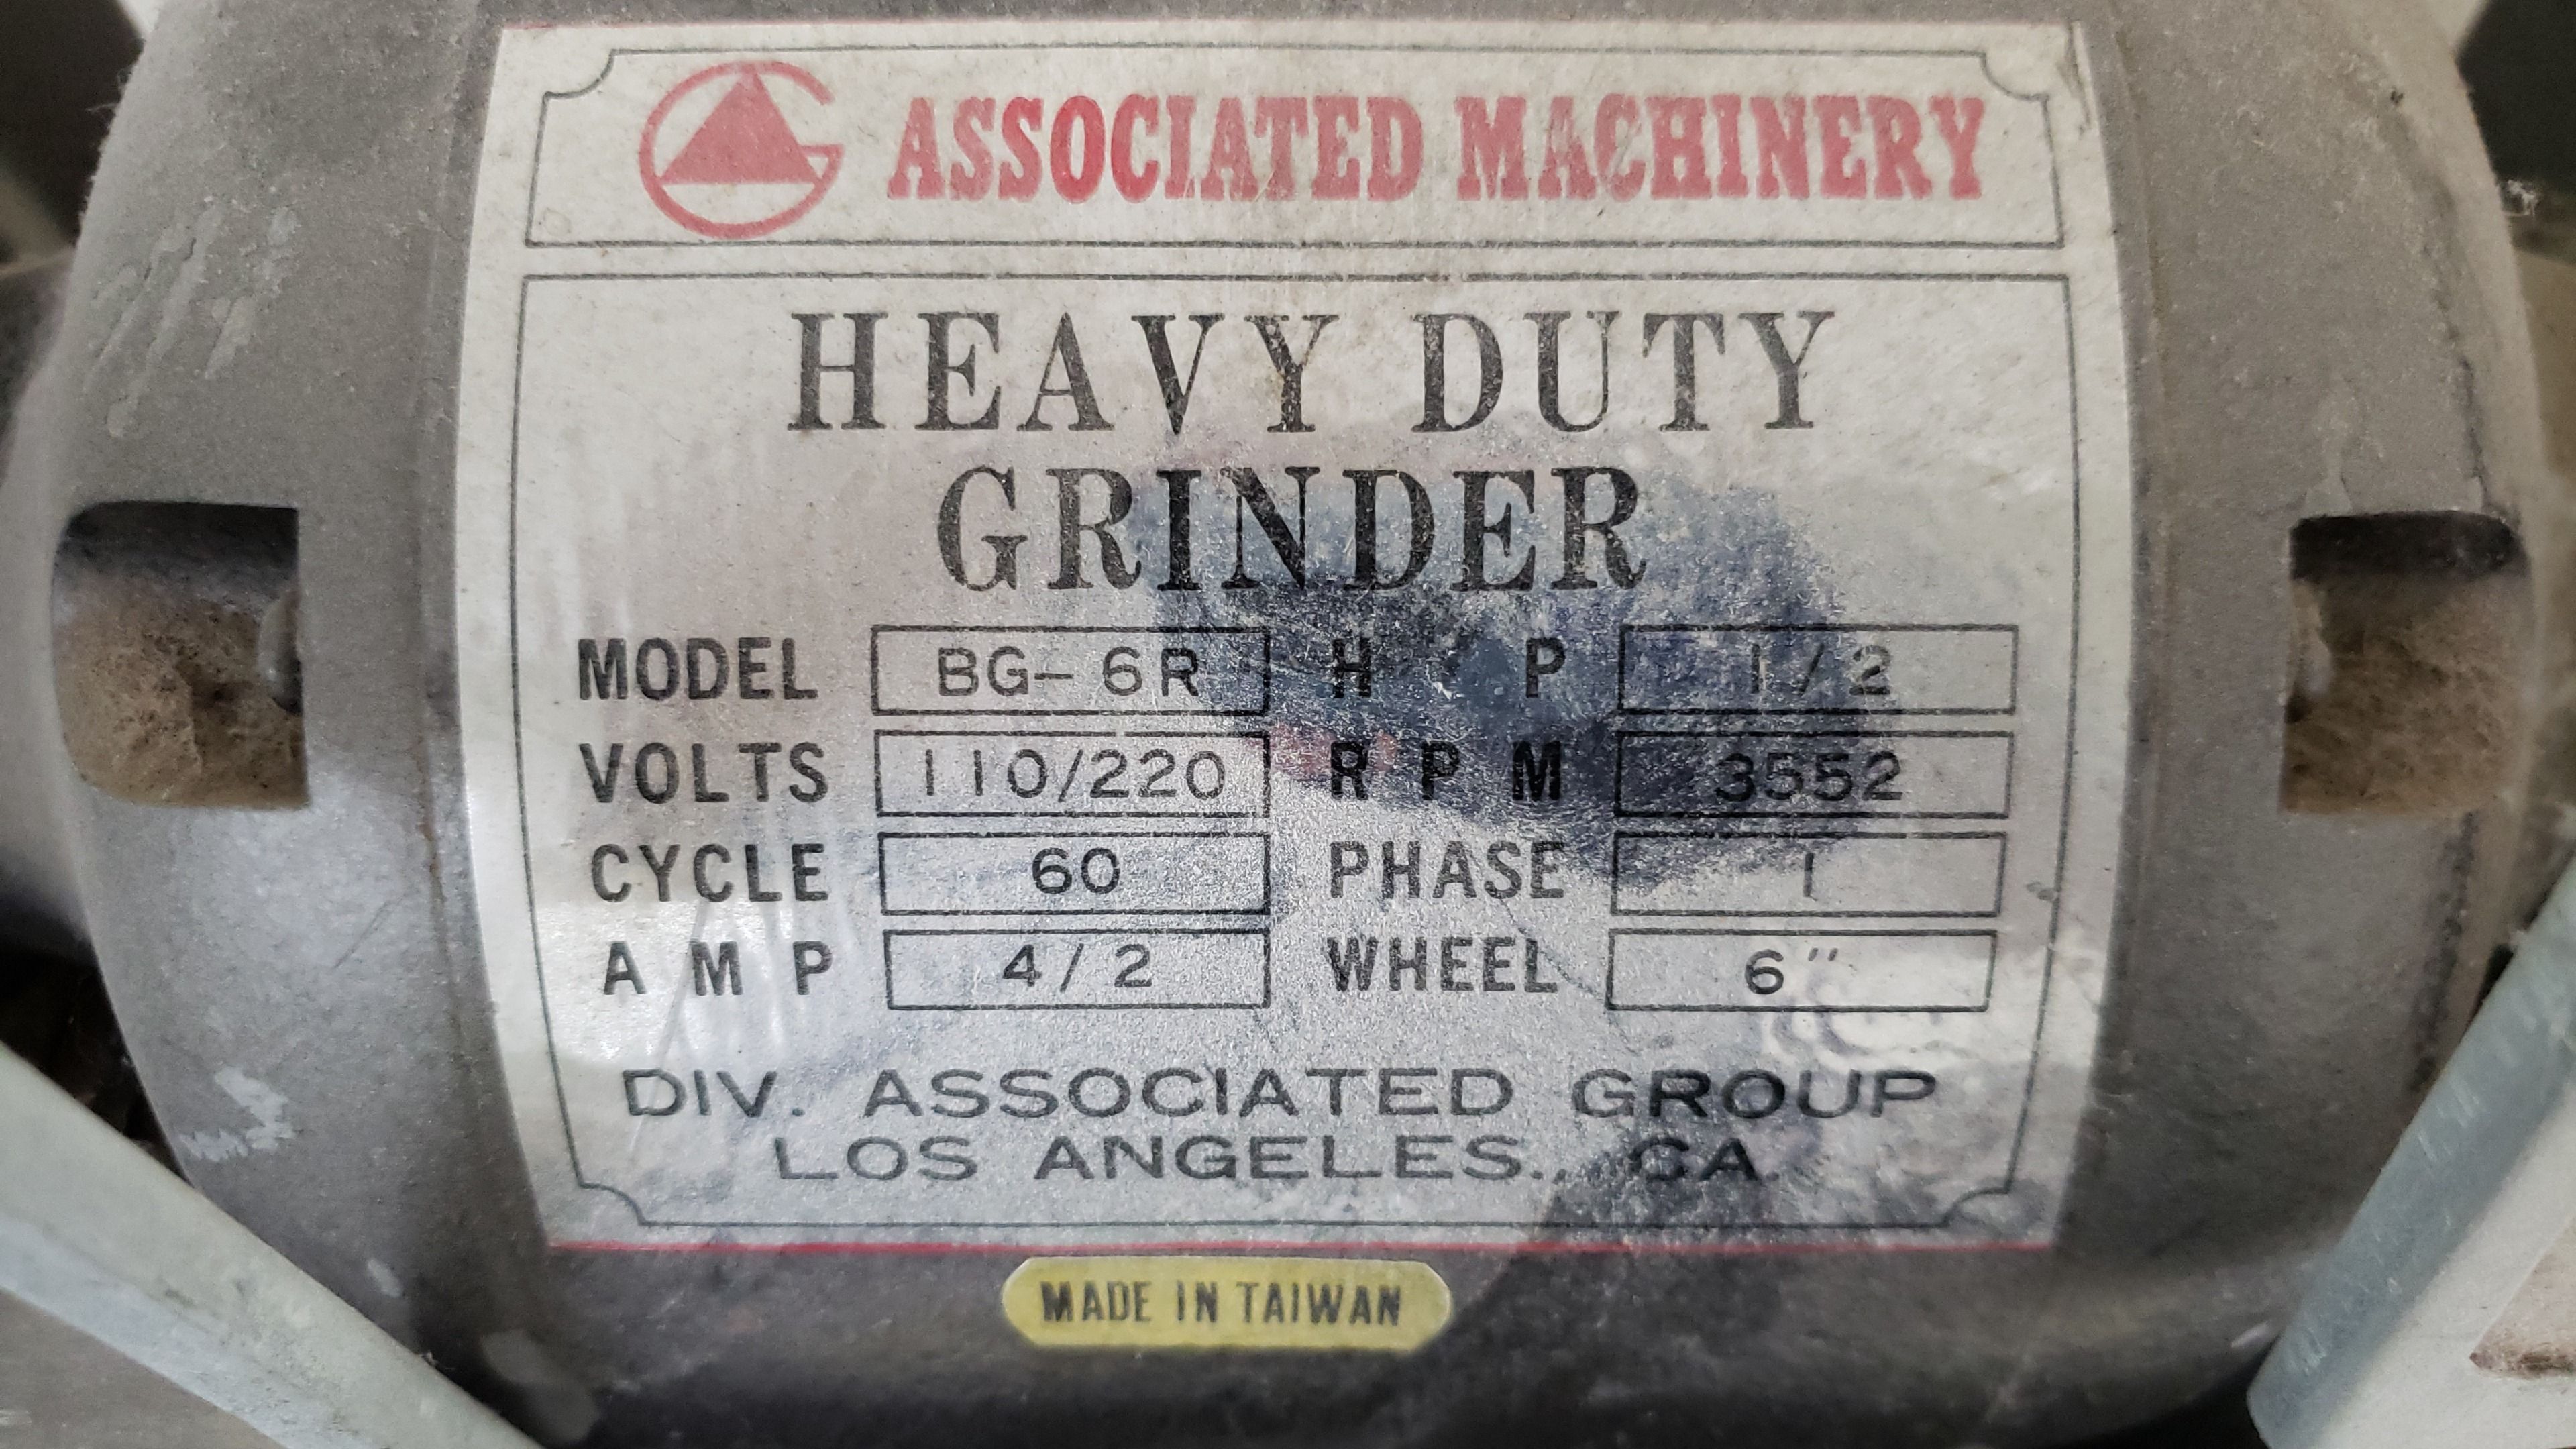 ASSOCIATED MACHINERY
HEAVY DUTY
GRINDER
MODEL BG-6R H P 1/2
VOLTS 110/220 R P M 3552
CYCLE 60 PHASE 1
A M P 4/2 WHEEL 6"
DIV. ASSOCIATED GROUP
LOS ANGELES., CA.
MADE IN TAIWAN